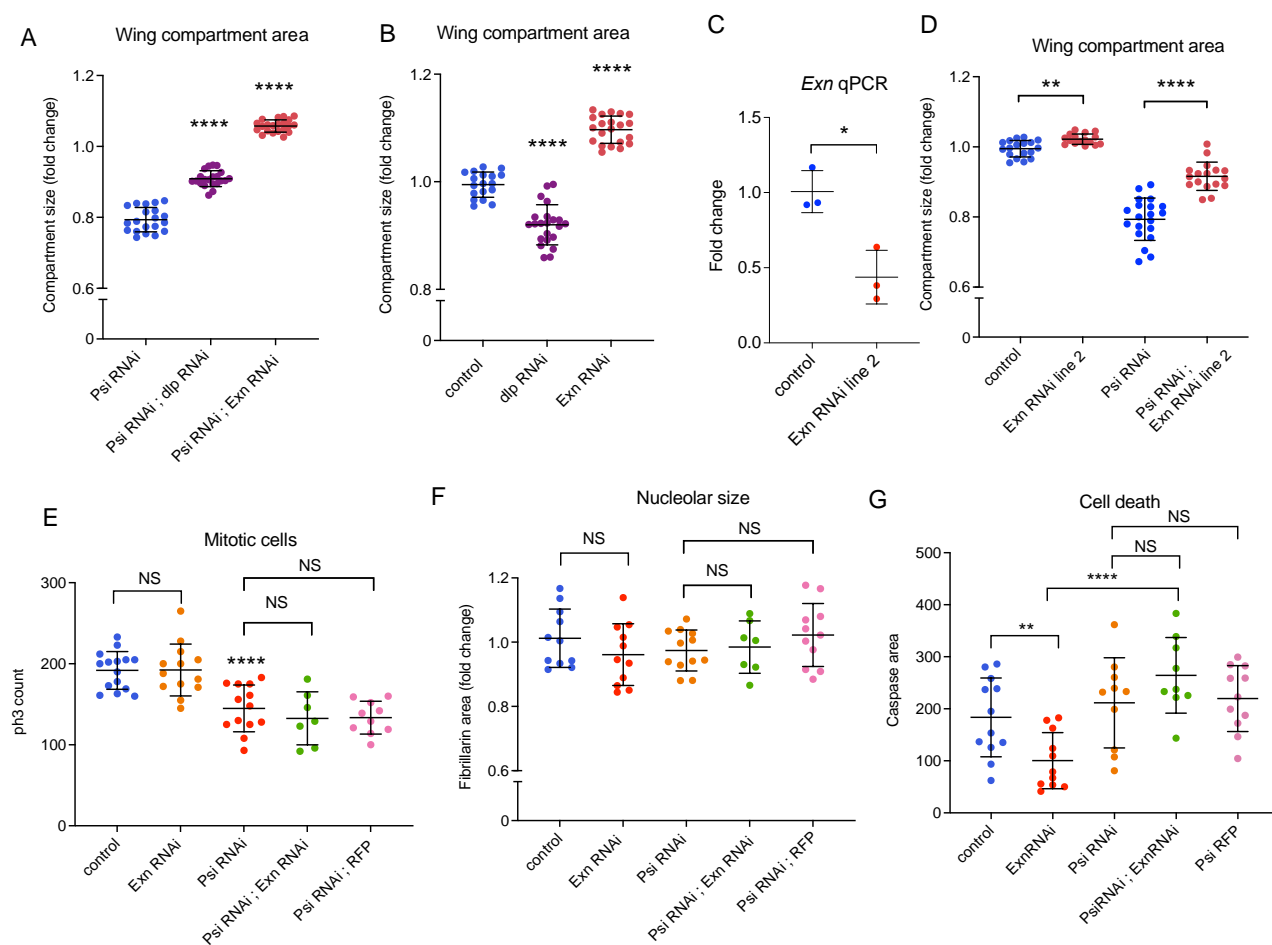 A
Wing compartment area
Compartment size (fold change)
1.2
1.0
0.8
0.6
0
****
****
Psi RNAi
Psi RNAi ; dlp RNAi
Psi RNAi ; Exn RNAi
B
Wing compartment area
Compartment size (fold change)
1.2
1.0
0.8
0
****
****
control
dlp RNAi
Exn RNAi
C
Exn qPCR
Fold change
1.5
1.0
0.5
0.0
*
control
Exn RNAi line 2
D
Wing compartment area
Compartment size (fold change)
1.2
1.0
0.8
0.6
0
**
****
control
Exn RNAi line 2
Psi RNAi
Psi RNAi ;
Exn RNAi line 2
E
Mitotic cells
ph3 count
300
200
100
0
NS
NS
NS
****
control
Exn RNAi
Psi RNAi
Psi RNAi ; Exn RNAi
Psi RNAi ; RFP
F
Nucleolar size
Fibrillarin area (fold change)
1.2
1.0
0.8
0.6
0
NS
NS
NS
control
Exn RNAi
Psi RNAi
Psi RNAi ; Exn RNAi
Psi RNAi ; RFP
G
Cell death
Caspase area
500
400
300
200
100
0
NS
NS
****
**
control
ExnRNAi
Psi RNAi
PsiRNAi ; ExnRNAi
Psi RFP